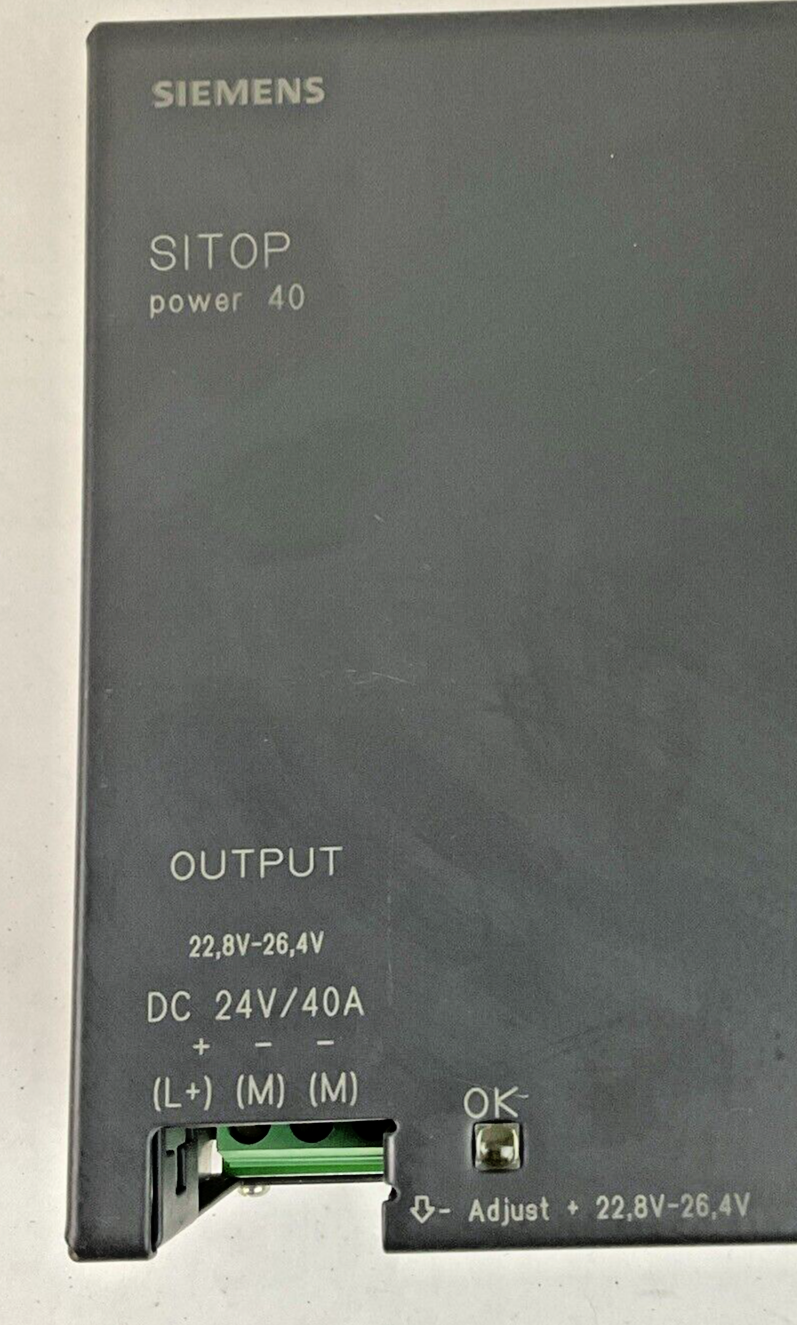 SIEMENS
SITOP
power 40
OUTPUT
22,8V-26,4V
DC 24V/40A
+ - -
(L+) (M) (M)
OK
- Adjust + 22,8V-26,4V